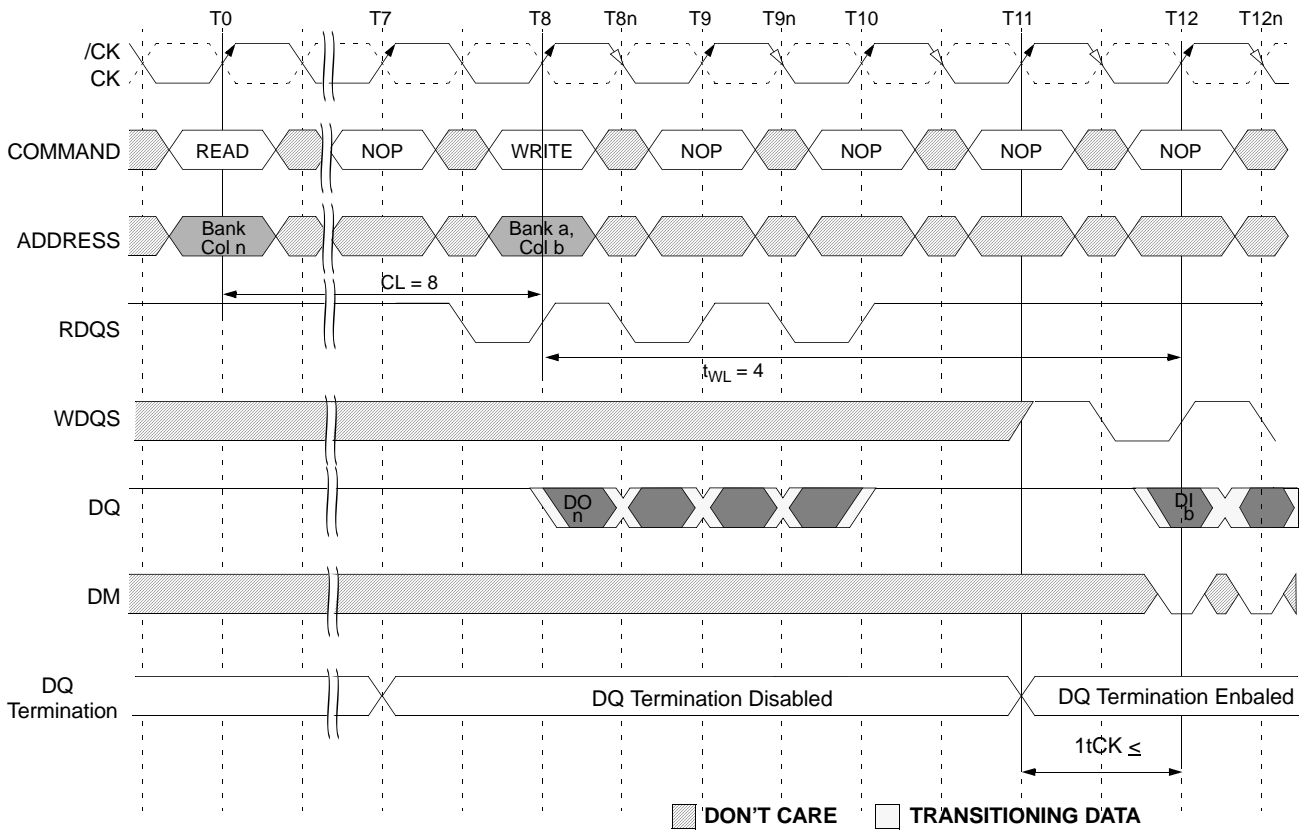 T0 T7 T8 T8n T9 T9n T10 T11 T12 T12n
/CK
CK
COMMAND READ NOP WRITE NOP NOP NOP NOP
ADDRESS
Bank
Col n
Bank a,
Col b
CL = 8
RDQS
tWL = 4
WDQS
DQ
DO
n
DI
b
DM
DQ
Termination
DQ Termination Disabled
DQ Termination Enbaled
1tCK ≤
DON'T CARE TRANSITIONING DATA